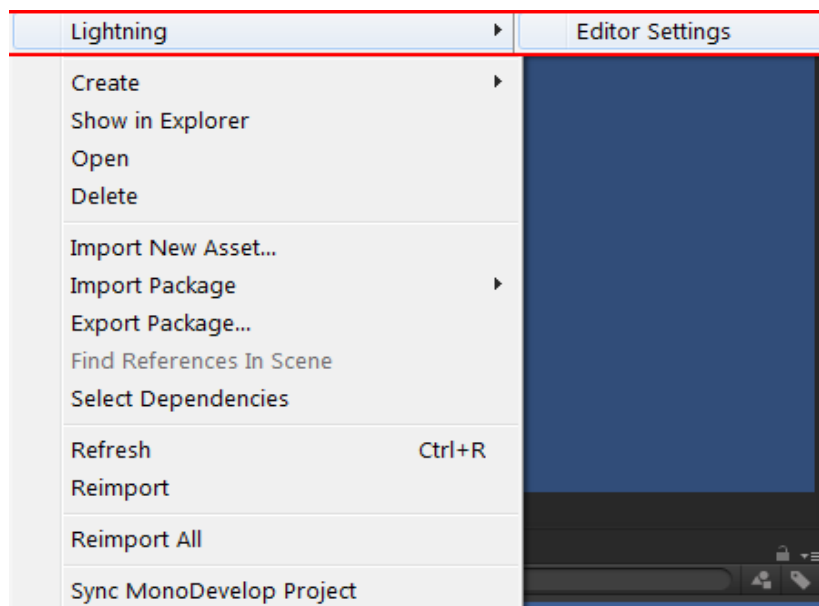 Lightning
Editor Settings
Create
Show in Explorer
Open
Delete
Import New Asset...
Import Package
Export Package...
Find References In Scene
Select Dependencies
Refresh Ctrl+R
Reimport
Reimport All
Sync MonoDevelop Project